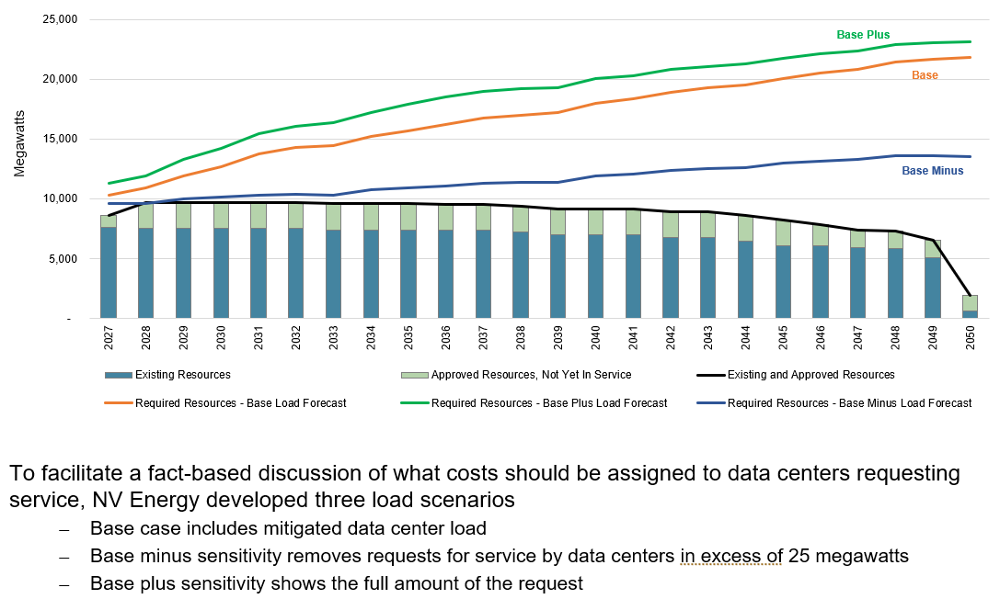 25,000
20,000
15,000
10,000
5,000
-
Megawatts
Base Plus
Base
Base Minus
2027 2028 2029 2030 2031 2032 2033 2034 2035 2036 2037 2038 2039 2040 2041 2042 2043 2044 2045 2046 2047 2048 2049 2050
Existing Resources Approved Resources, Not Yet In Service Existing and Approved Resources
Required Resources - Base Load Forecast Required Resources - Base Plus Load Forecast Required Resources - Base Minus Load Forecast
To facilitate a fact-based discussion of what costs should be assigned to data centers requesting
service, NV Energy developed three load scenarios
– Base case includes mitigated data center load
– Base minus sensitivity removes requests for service by data centers in excess of 25 megawatts
– Base plus sensitivity shows the full amount of the request